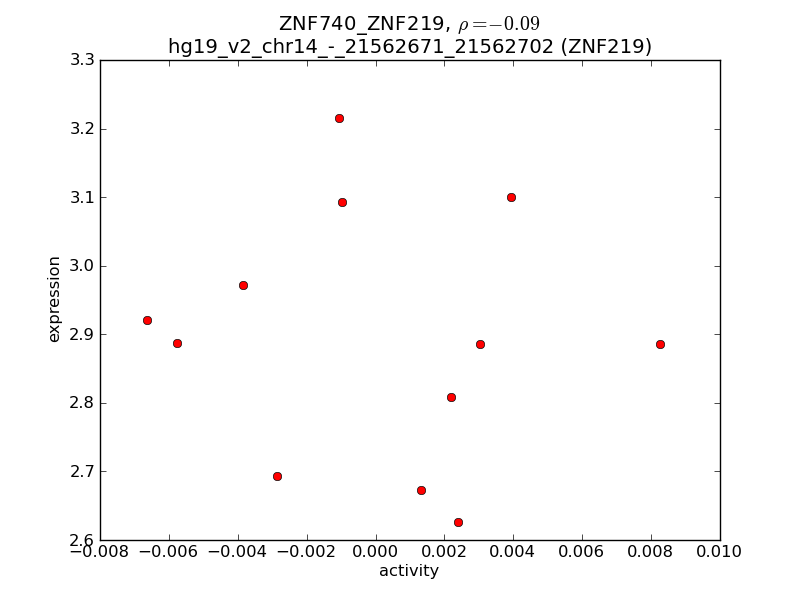 ZNF740_ZNF219, ρ=−0.09
hg19_v2_chr14_-_21562671_21562702 (ZNF219)
3.3
3.2
3.1
3.0
2.9
2.8
2.7
2.6
expression
−0.008 −0.006 −0.004 −0.002 0.000 0.002 0.004 0.006 0.008 0.010
activity